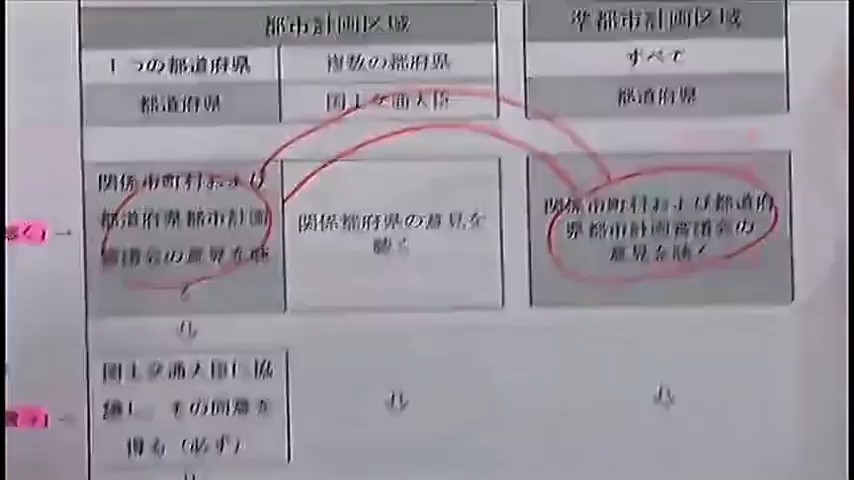 都市計画区域
準都市計画区域
1つの都道府県
複数の都府県
すべて
都道府県
国土交通大臣
都道府県
関係市町村および
都道府県都市計画
審議会の意見を聴
く
関係都府県の意見を
聴く
関係市町村および都道府
県都市計画審議会の
意見を聴く
国土交通大臣に協
議し、その同意を
得る（必ず）